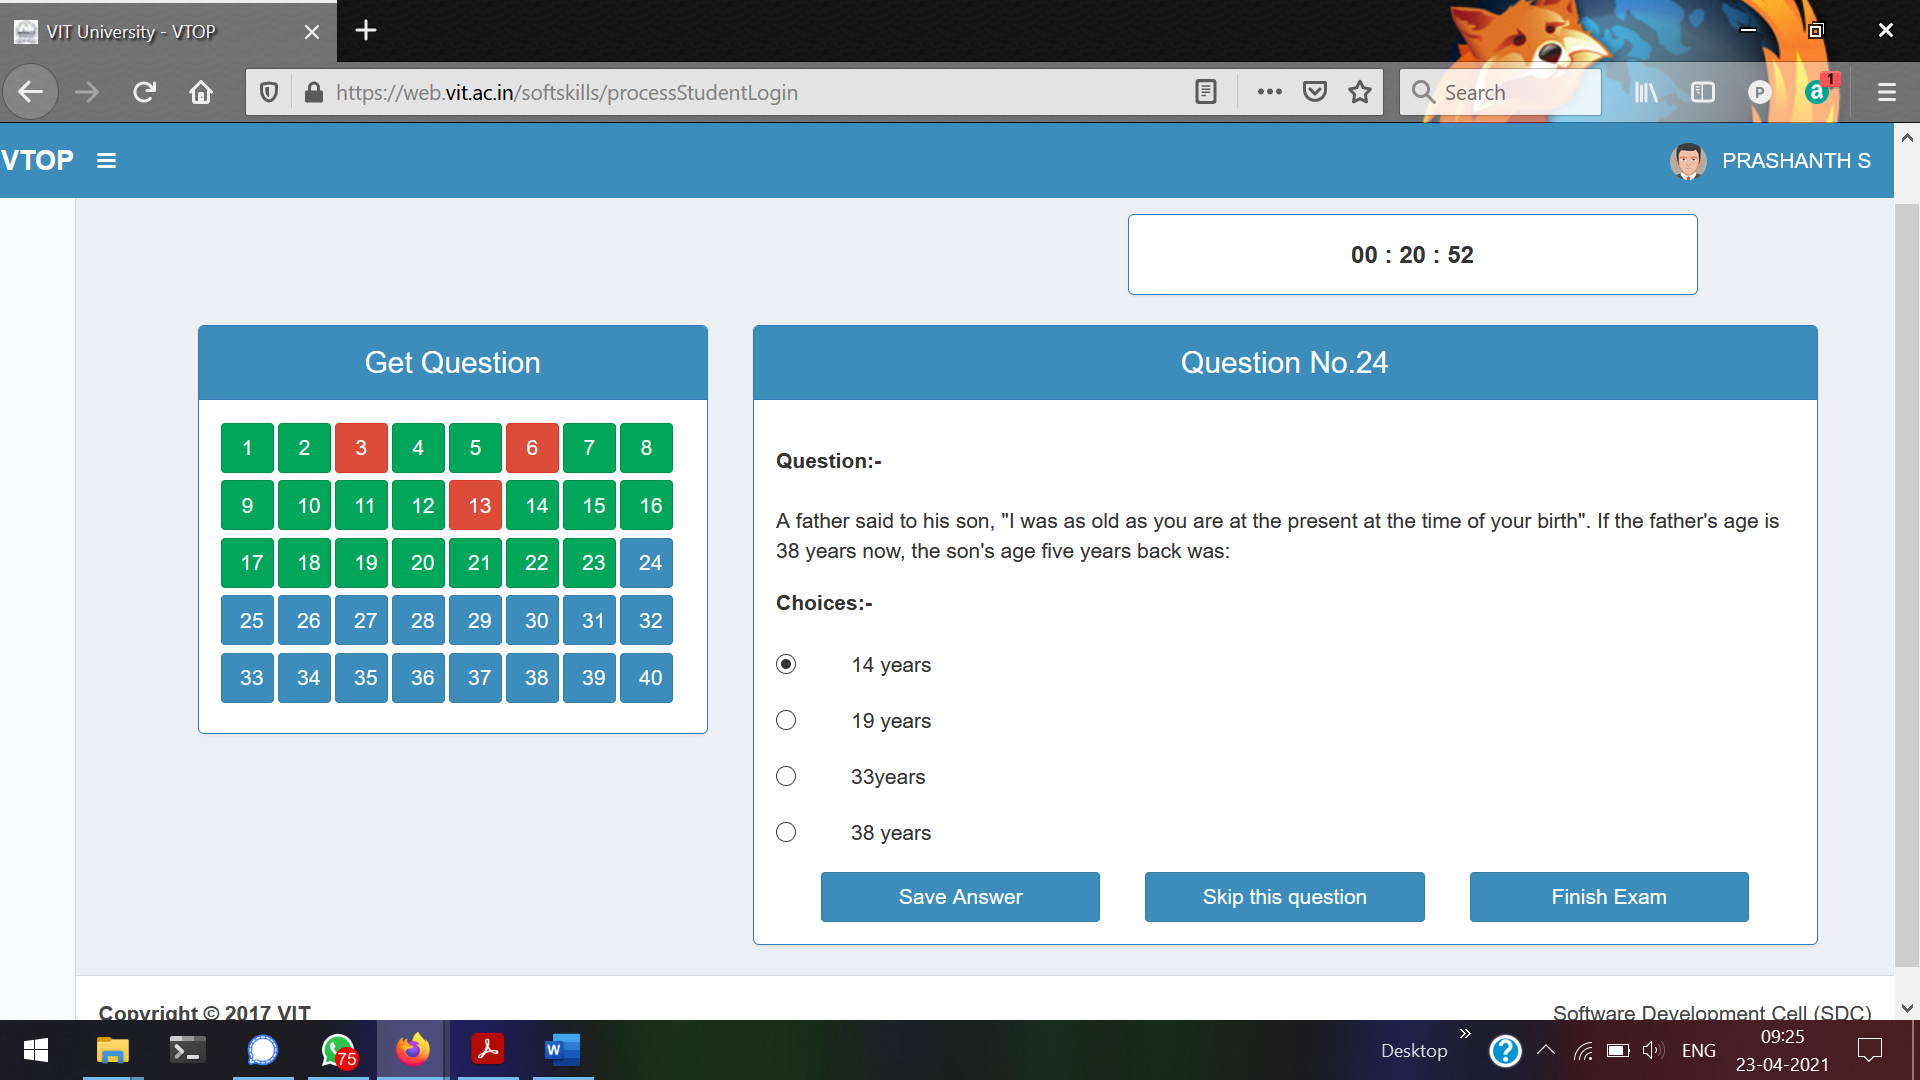 VIT University - VTOP
https://web.vit.ac.in/softskills/processStudentLogin
Search
P
a
1
VTOP
PRASHANTH S
00 : 20 : 52
Get Question
1 2 3 4 5 6 7 8
9 10 11 12 13 14 15 16
17 18 19 20 21 22 23 24
25 26 27 28 29 30 31 32
33 34 35 36 37 38 39 40
Question No.24
Question:-
A father said to his son, "I was as old as you are at the present at the time of your birth". If the father's age is
38 years now, the son's age five years back was:
Choices:-
14 years
19 years
33years
38 years
Save Answer
Skip this question
Finish Exam
Copyright © 2017 VIT
Software Development Cell (SDC)
75
W
Desktop
ENG
09:25
23-04-2021